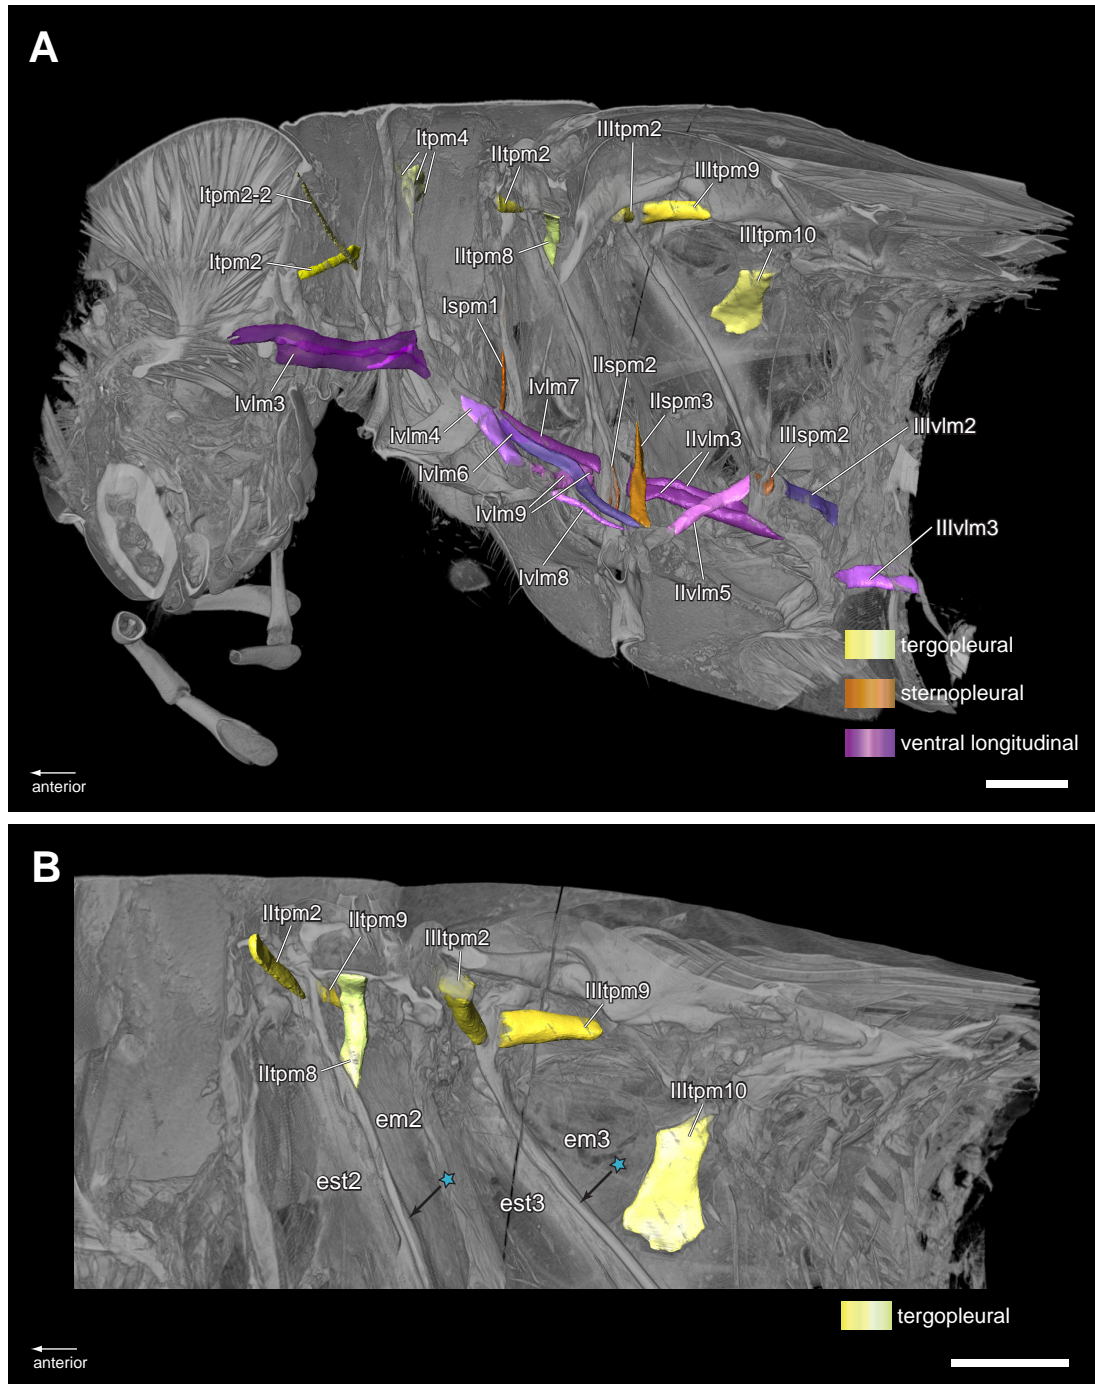 A
Itpm4
IItpm2
IIItpm2
IIItpm9
Itpm2-2
Itpm2
IItpm8
IIItpm10
Ispm1
IIspm2
Ivlm7
IIspm3
Ivlm3
Ivlm4
IIvlm3
IIIspm2
IIIvlm2
Ivlm6
Ivlm9
IIIvlm3
Ivlm8
IIvlm5
tergopleural
sternopleural
ventral longitudinal
anterior
B
IItpm2
IItpm9
IIItpm2
IIItpm9
IItpm8
IIItpm10
em2
em3
est2
est3
tergopleural
anterior